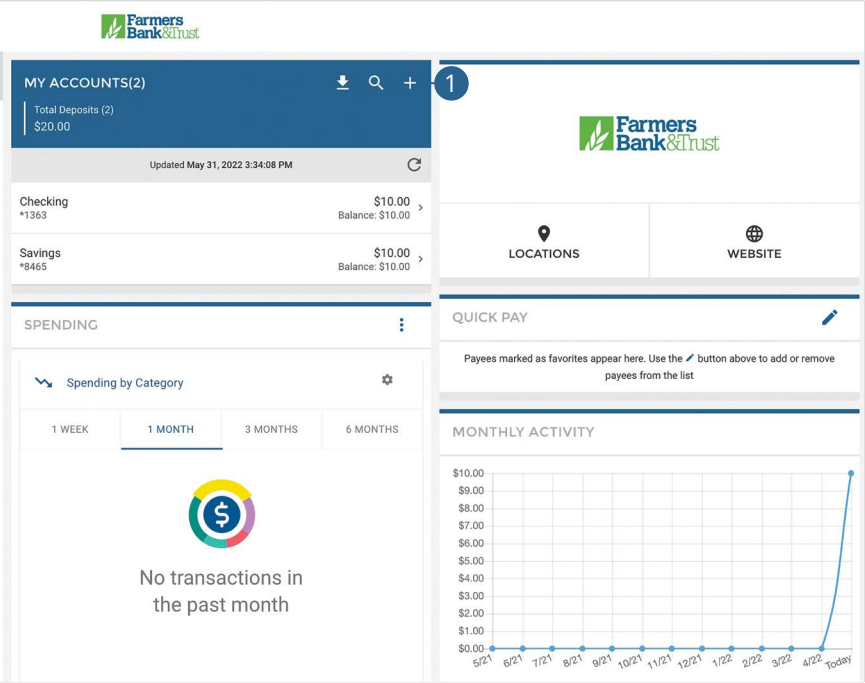 Farmers
Bank&Trust
MY ACCOUNTS(2)
1
Total Deposits (2)
$20.00
Updated May 31, 2022 3:34:08 PM
Checking
$10.00
*1363
Balance: $10.00
Savings
$10.00
*8465
Balance: $10.00
SPENDING
Spending by Category
1 WEEK
1 MONTH
3 MONTHS
6 MONTHS
$
No transactions in
the past month
Farmers
Bank&Trust
LOCATIONS
WEBSITE
QUICK PAY
Payees marked as favorites appear here. Use the button above to add or remove
payees from the list
MONTHLY ACTIVITY
$10.00
$9.00
$8.00
$7.00
$6.00
$5.00
$4.00
$3.00
$2.00
$1.00
$0.00
5/21 6/21 7/21 8/21 9/21 10/21 11/21 12/21 1/22 2/22 3/22 4/22 Today